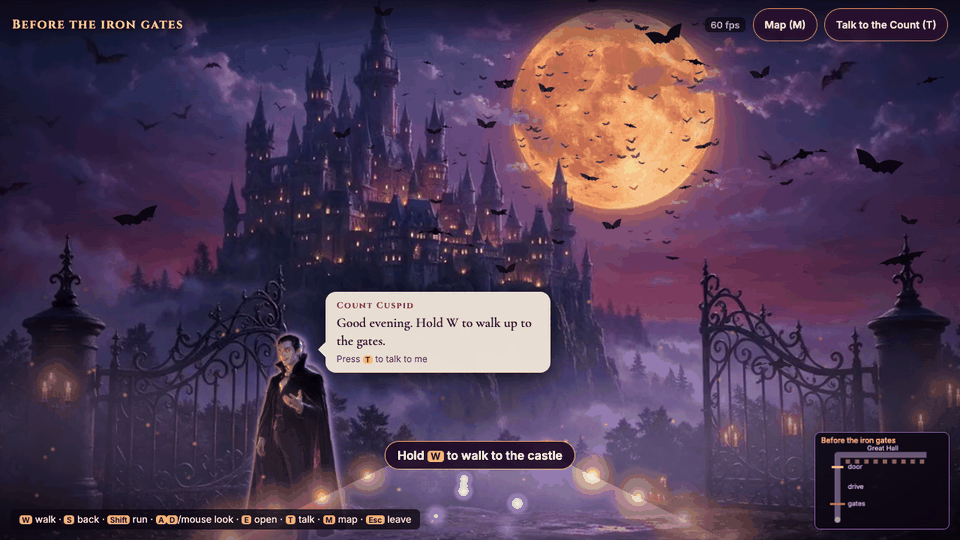 Before the iron gates
60 fps
Map (M)
Talk to the Count (T)
Count Cuspid
Good evening. Hold W to walk up to
the gates.
Press T to talk to me
Hold W to walk to the castle
Before the iron gates
Great Hall
door
drive
gates
W walk · S back · Shift run · A, D/mouse look · E open · T talk · M map · Esc leave